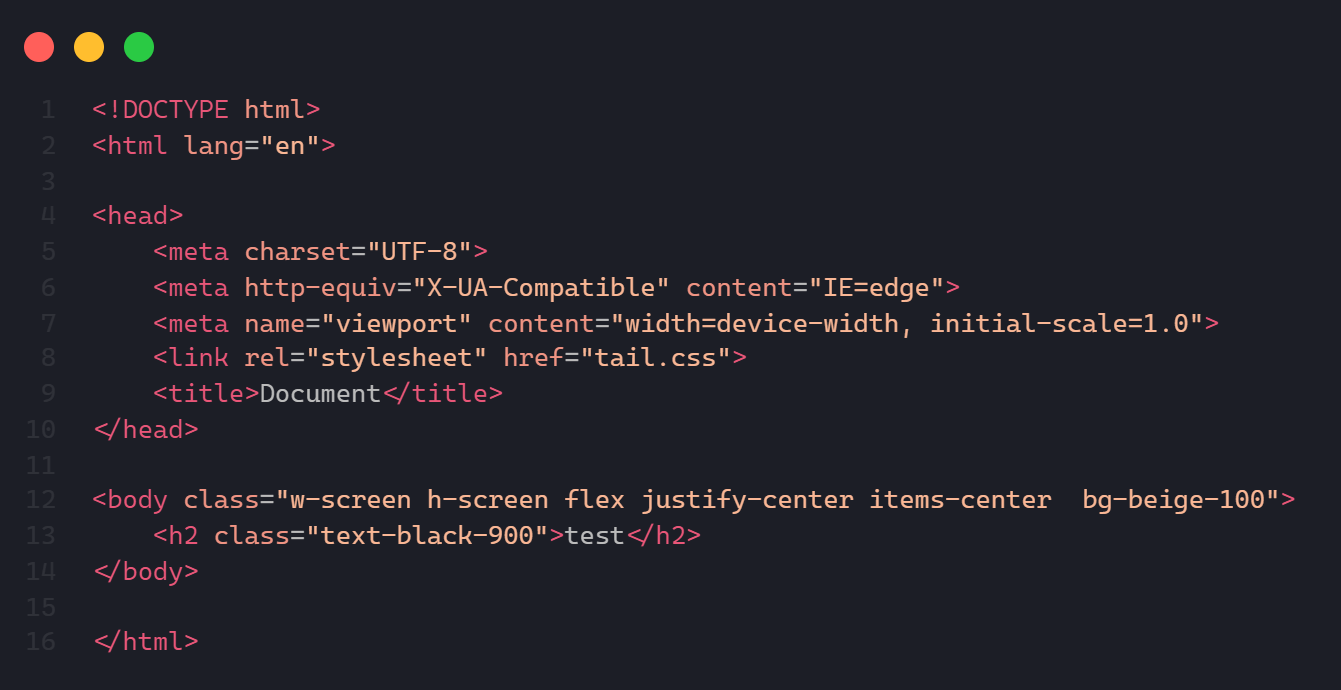 1 <!DOCTYPE html>
2 <html lang="en">
3
4 <head>
5     <meta charset="UTF-8">
6     <meta http-equiv="X-UA-Compatible" content="IE=edge">
7     <meta name="viewport" content="width=device-width, initial-scale=1.0">
8     <link rel="stylesheet" href="tail.css">
9     <title>Document</title>
10 </head>
11
12 <body class="w-screen h-screen flex justify-center items-center  bg-beige-100">
13     <h2 class="text-black-900">test</h2>
14 </body>
15
16 </html>